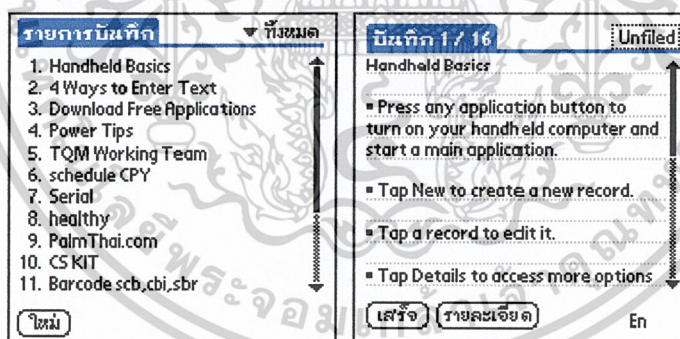 รายการบันทึก
ทั้งหมด
1. Handheld Basics
2. 4 Ways to Enter Text
3. Download Free Applications
4. Power Tips
5. TQM Working Team
6. schedule CPY
7. Serial
8. healthy
9. PalmThai.com
10. CS KIT
11. Barcode scb,cbi,sbr
ใหม่
บันทึก 1 / 16
Unfiled
Handheld Basics
▪ Press any application button to
turn on your handheld computer and
start a main application.
▪ Tap New to create a new record.
▪ Tap a record to edit it.
▪ Tap Details to access more options
เสร็จ
รายละเอียด
En